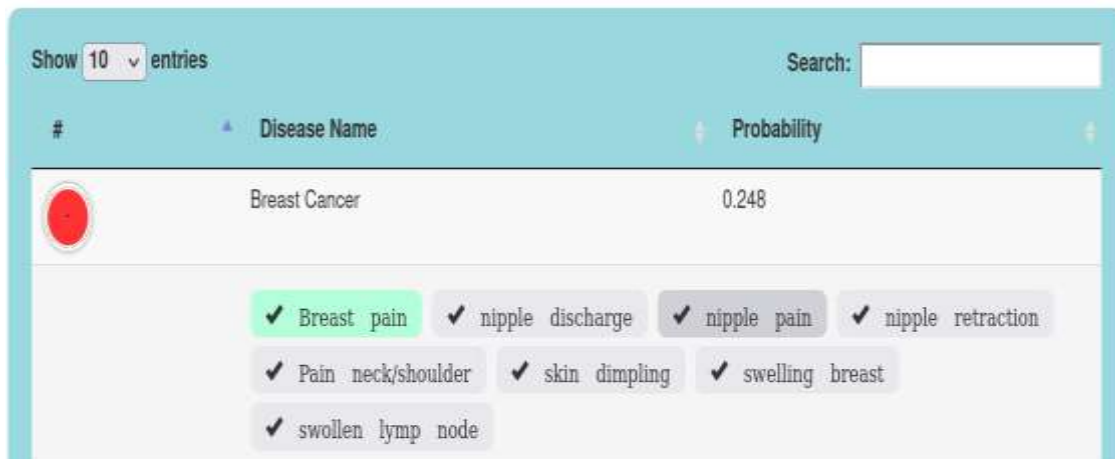 Show 10 entries Search:
# Disease Name Probability
- Breast Cancer 0.248
✔ Breast pain ✔ nipple discharge ✔ nipple pain ✔ nipple retraction
✔ Pain neck/shoulder ✔ skin dimpling ✔ swelling breast
✔ swollen lymp node